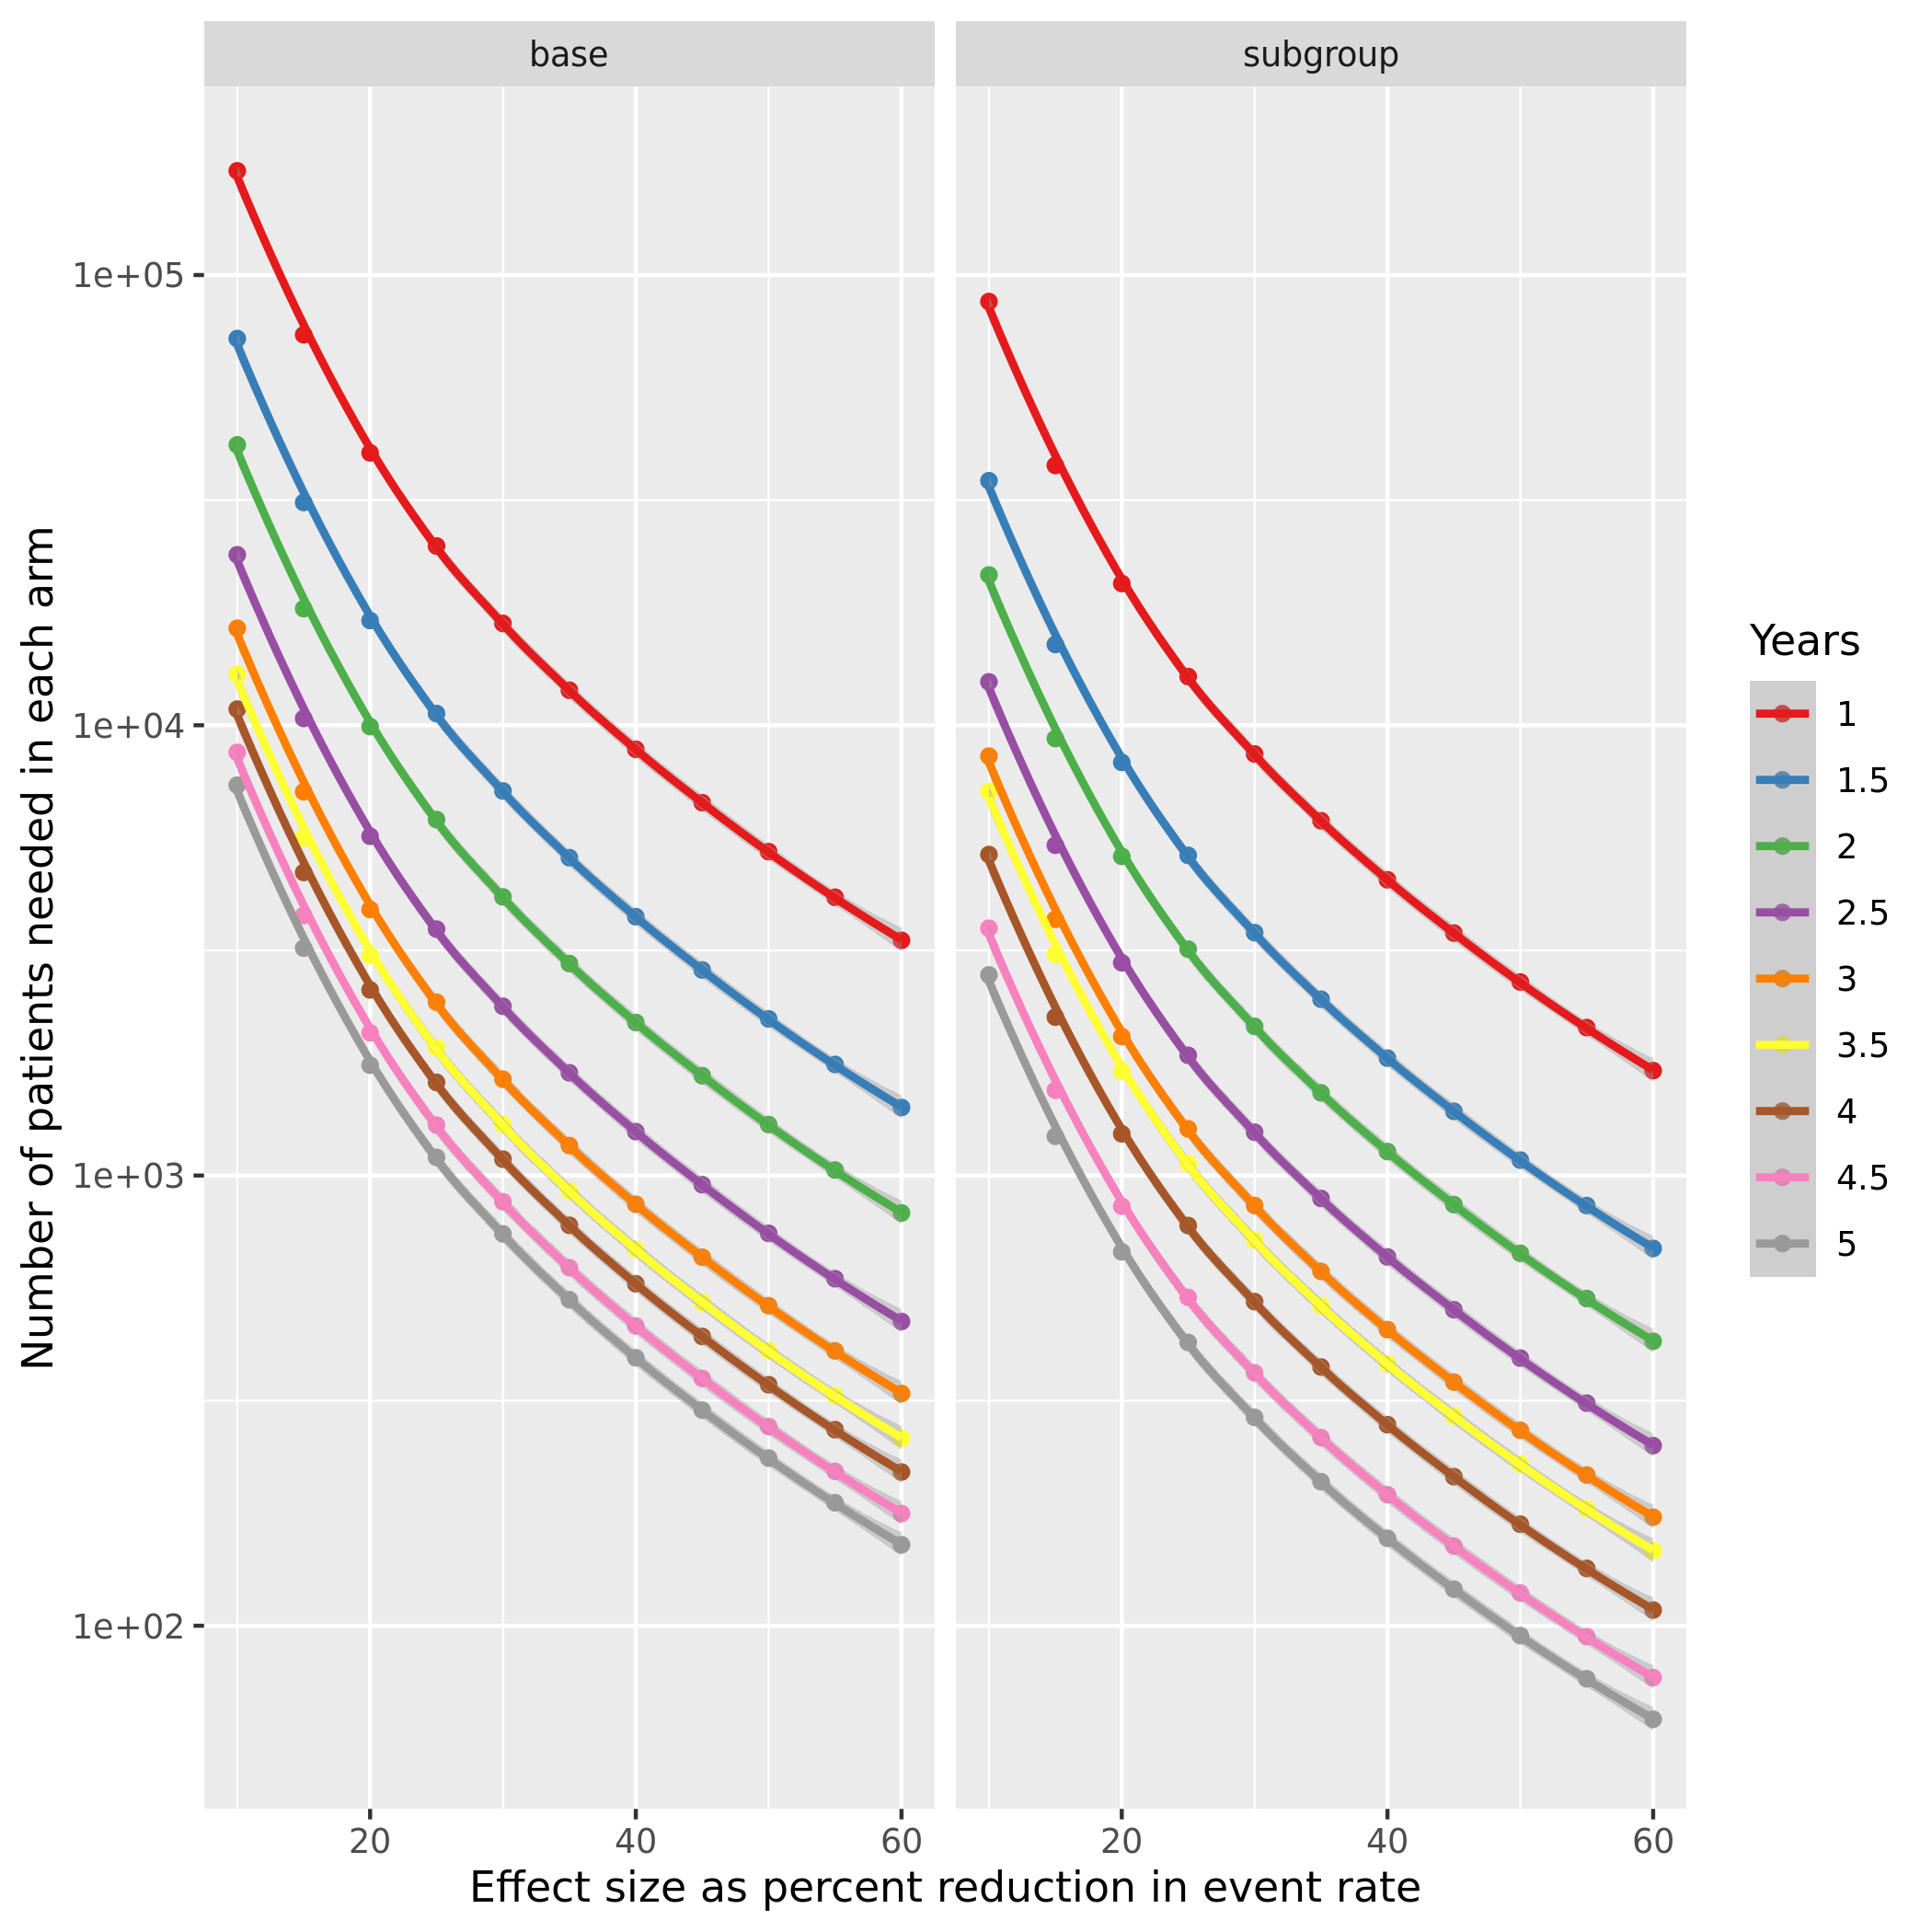 base subgroup
1e+05
1e+04
1e+03
1e+02
Number of patients needed in each arm
20 40 60 20 40 60
Effect size as percent reduction in event rate
Years
1
1.5
2
2.5
3
3.5
4
4.5
5